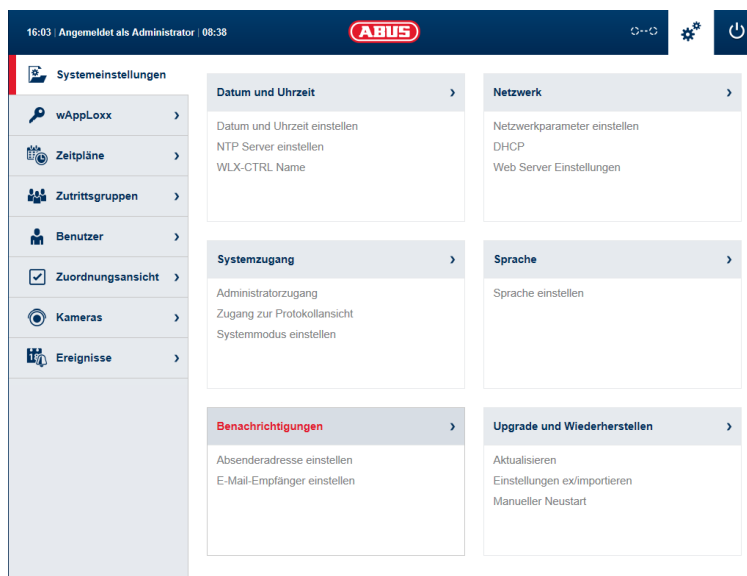 16:03 | Angemeldet als Administrator | 08:38
ABUS
Systemeinstellungen
wAppLoxx
Zeitpläne
Zutrittsgruppen
Benutzer
Zuordnungsansicht
Kameras
Ereignisse
Datum und Uhrzeit
Datum und Uhrzeit einstellen
NTP Server einstellen
WLX-CTRL Name
Netzwerk
Netzwerkparameter einstellen
DHCP
Web Server Einstellungen
Systemzugang
Administratorzugang
Zugang zur Protokollansicht
Systemmodus einstellen
Sprache
Sprache einstellen
Benachrichtigungen
Absenderadresse einstellen
E-Mail-Empfänger einstellen
Upgrade und Wiederherstellen
Aktualisieren
Einstellungen ex/importieren
Manueller Neustart